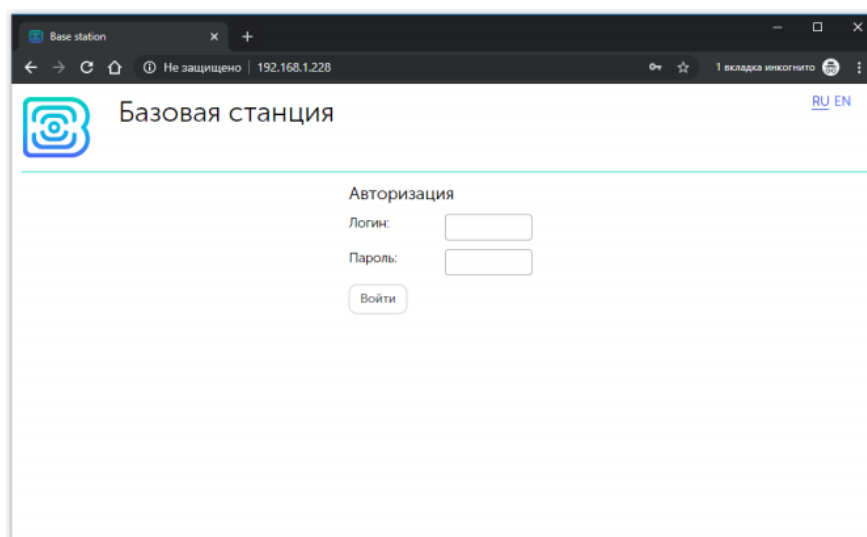 Base station
Не защищено | 192.168.1.228
1 вкладка инкогнито
Базовая станция
RU EN
Авторизация
Логин:
Пароль:
Войти